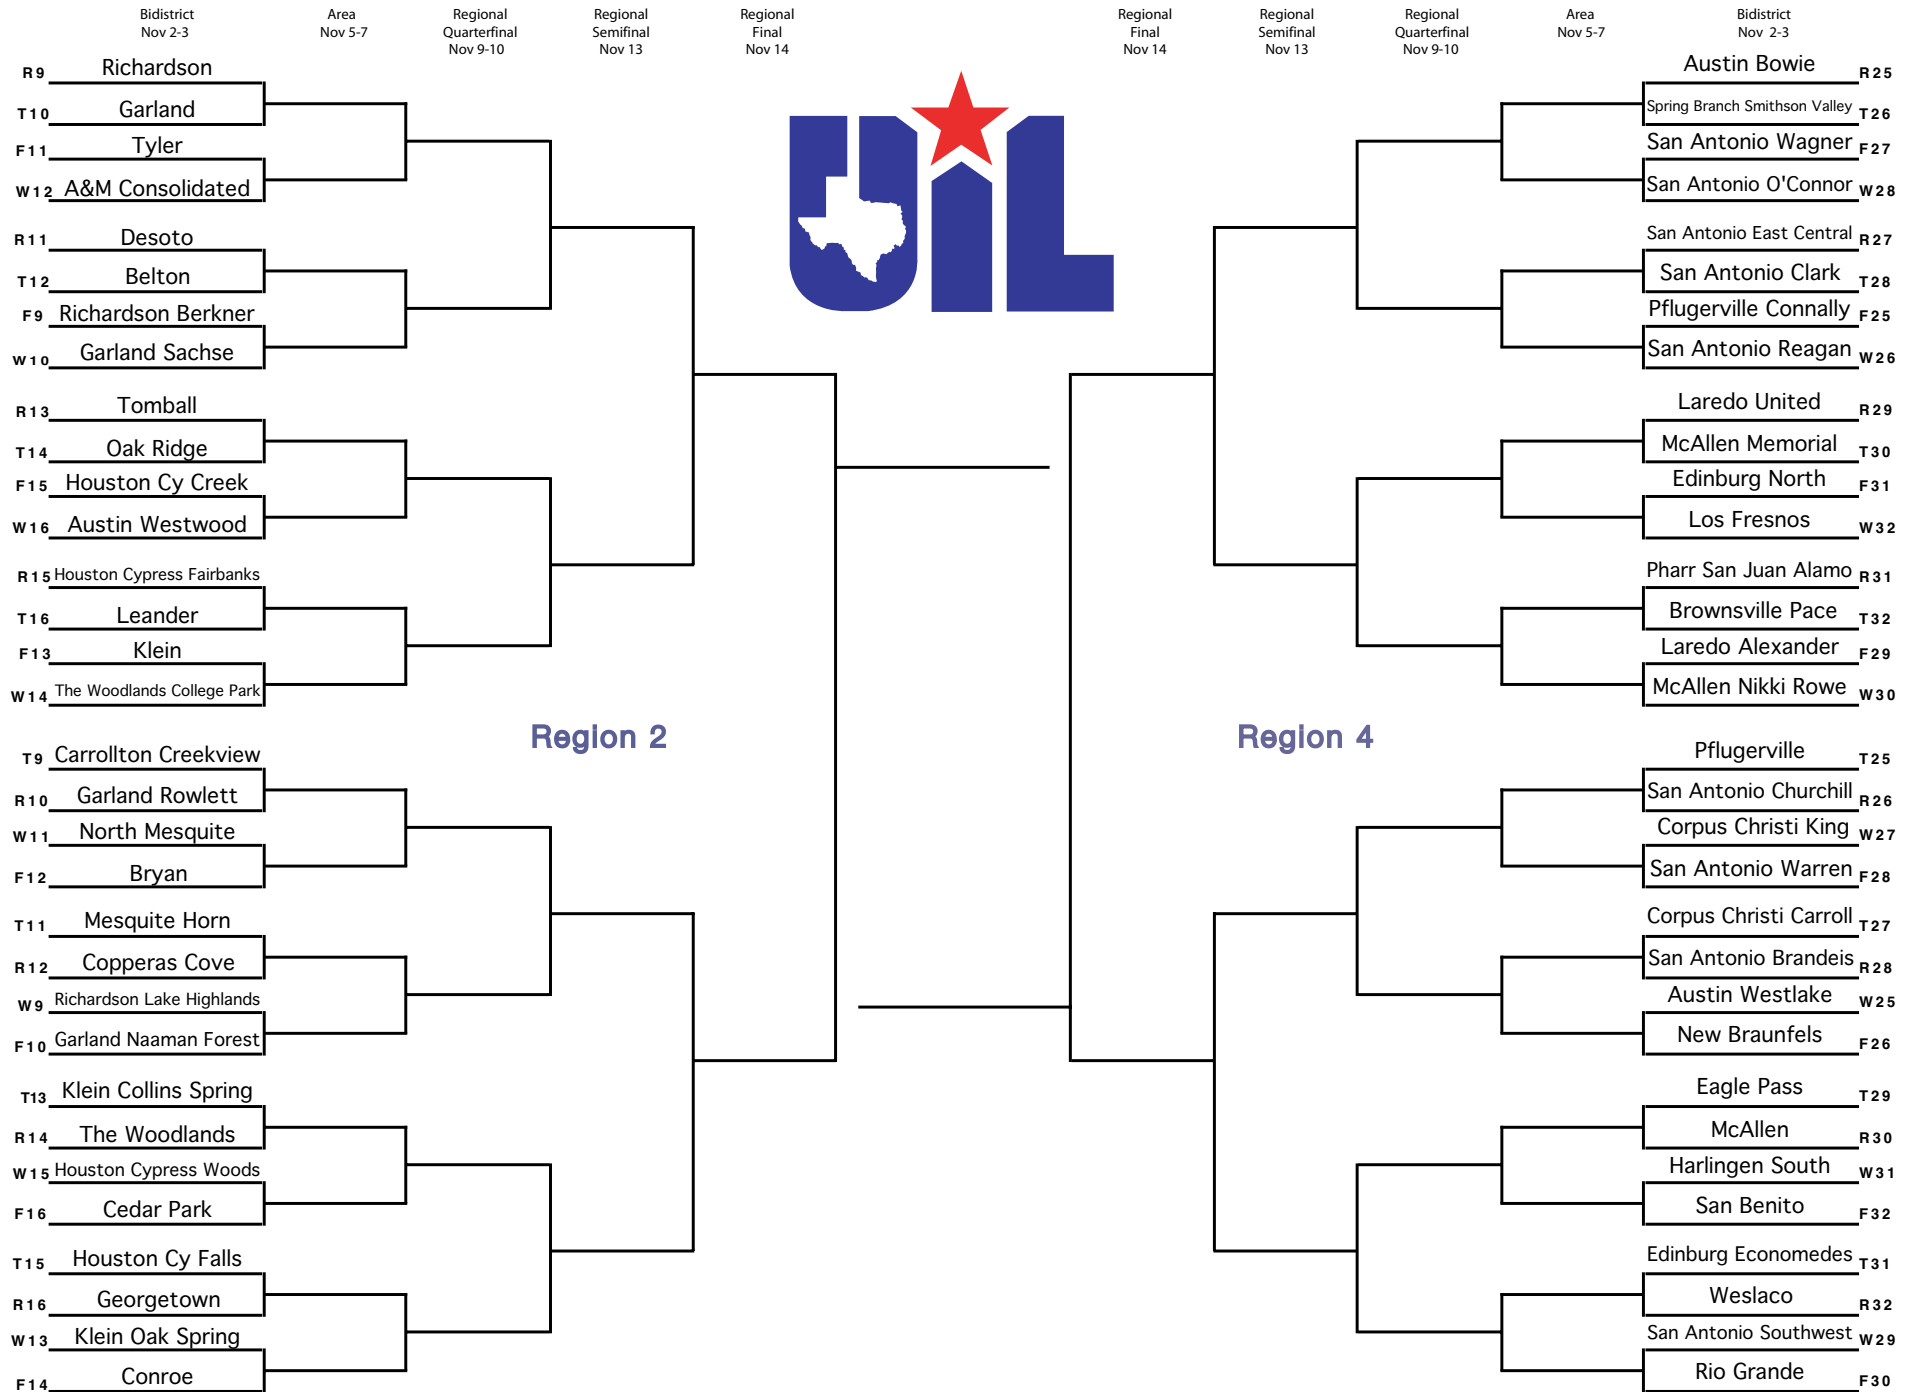 Bidistrict
Nov 2-3
Area
Nov 5-7
Regional
Quarterfinal
Nov 9-10
Regional
Semifinal
Nov 13
Regional
Final
Nov 14
Regional
Final
Nov 14
Regional
Semifinal
Nov 13
Regional
Quarterfinal
Nov 9-10
Area
Nov 5-7
Bidistrict
Nov 2-3
UIL
R9 Richardson
T10 Garland
F11 Tyler
W12 A&M Consolidated
R11 Desoto
T12 Belton
F9 Richardson Berkner
W10 Garland Sachse
R13 Tomball
T14 Oak Ridge
F15 Houston Cy Creek
W16 Austin Westwood
R15 Houston Cypress Fairbanks
T16 Leander
F13 Klein
W14 The Woodlands College Park
Region 2
T9 Carrollton Creekview
R10 Garland Rowlett
W11 North Mesquite
F12 Bryan
T11 Mesquite Horn
R12 Copperas Cove
W9 Richardson Lake Highlands
F10 Garland Naaman Forest
T13 Klein Collins Spring
R14 The Woodlands
W15 Houston Cypress Woods
F16 Cedar Park
T15 Houston Cy Falls
R16 Georgetown
W13 Klein Oak Spring
F14 Conroe
Austin Bowie R25
Spring Branch Smithson Valley T26
San Antonio Wagner F27
San Antonio O'Connor W28
San Antonio East Central R27
San Antonio Clark T28
Pflugerville Connally F25
San Antonio Reagan W26
Laredo United R29
McAllen Memorial T30
Edinburg North F31
Los Fresnos W32
Pharr San Juan Alamo R31
Brownsville Pace T32
Laredo Alexander F29
McAllen Nikki Rowe W30
Region 4
Pflugerville T25
San Antonio Churchill R26
Corpus Christi King W27
San Antonio Warren F28
Corpus Christi Carroll T27
San Antonio Brandeis R28
Austin Westlake W25
New Braunfels F26
Eagle Pass T29
McAllen R30
Harlingen South W31
San Benito F32
Edinburg Economedes T31
Weslaco R32
San Antonio Southwest W29
Rio Grande F30